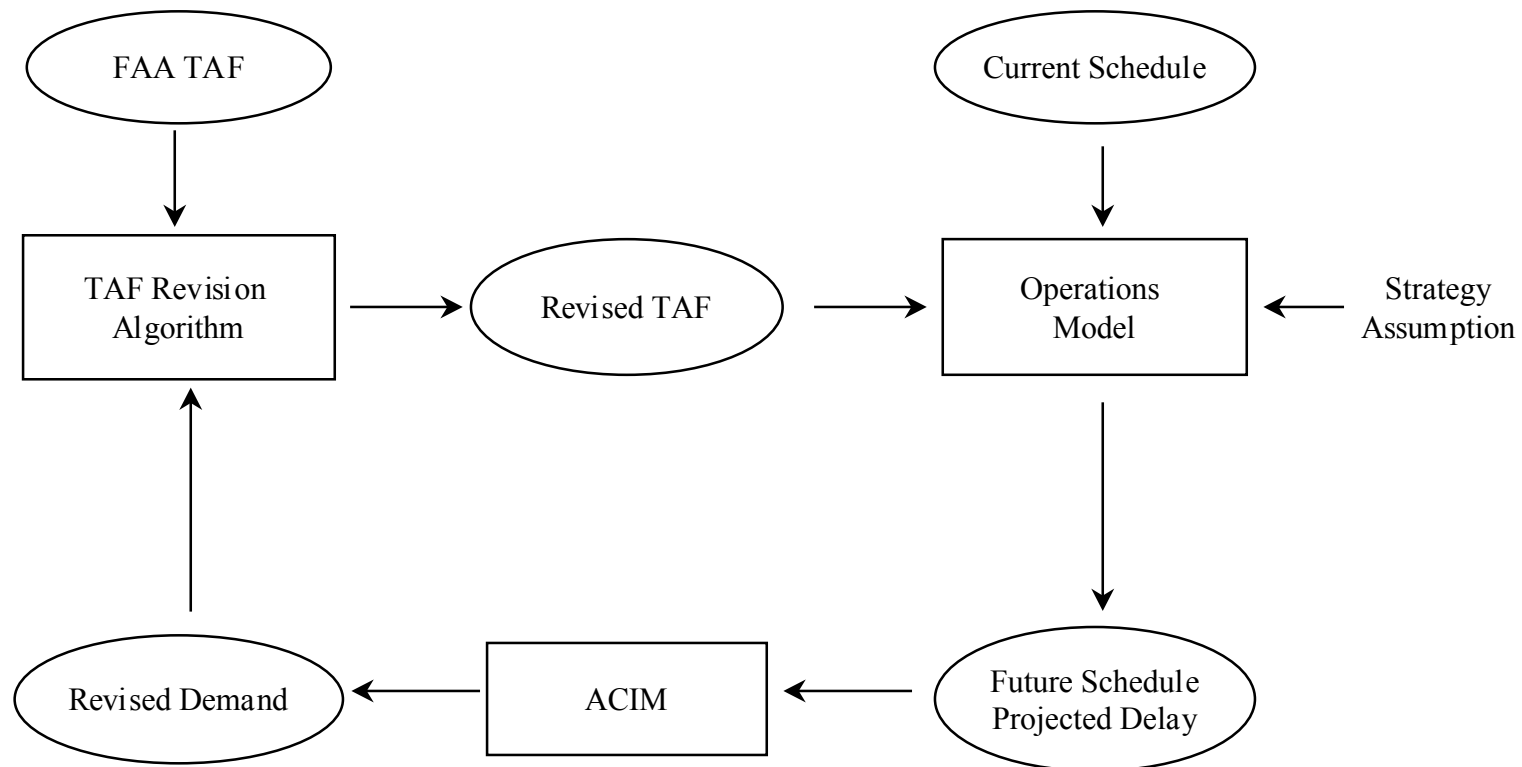 FAA TAF
Current Schedule
TAF Revision
Algorithm
Revised TAF
Operations
Model
Strategy
Assumption
Revised Demand
ACIM
Future Schedule
Projected Delay